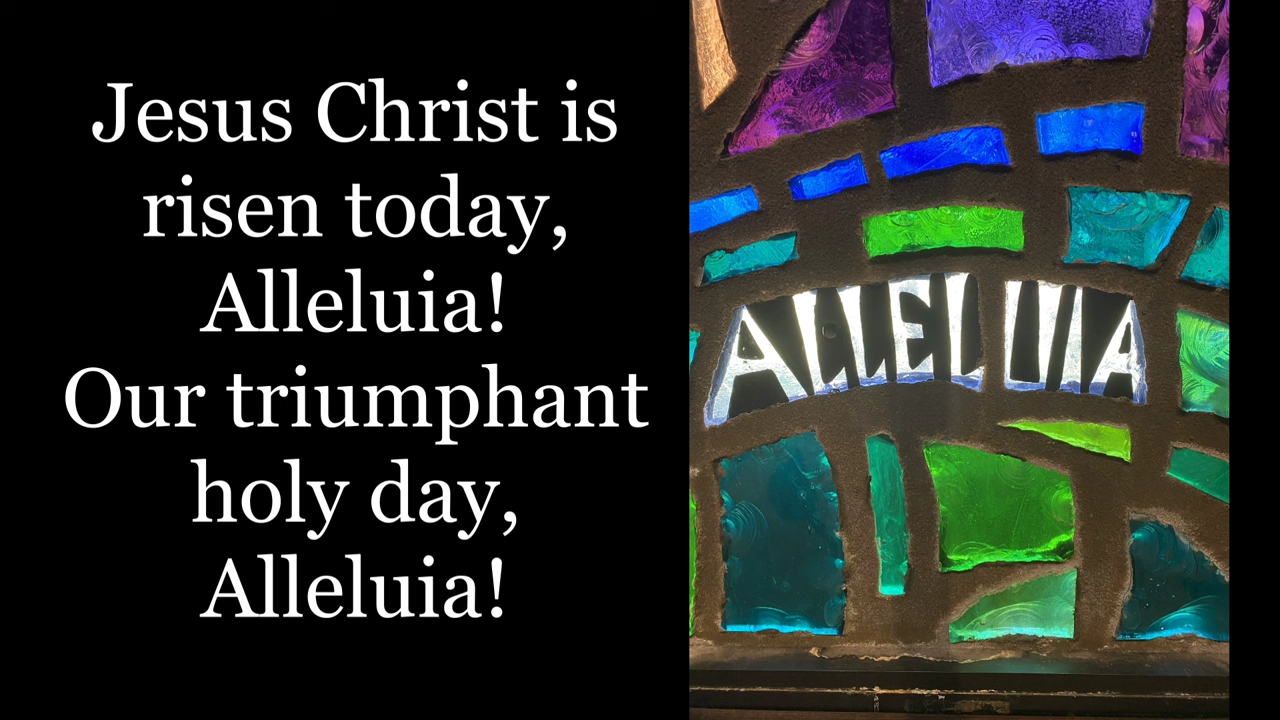 Jesus Christ is
risen today,
Alleluia!
Our triumphant
holy day,
Alleluia!
ALLELUIA